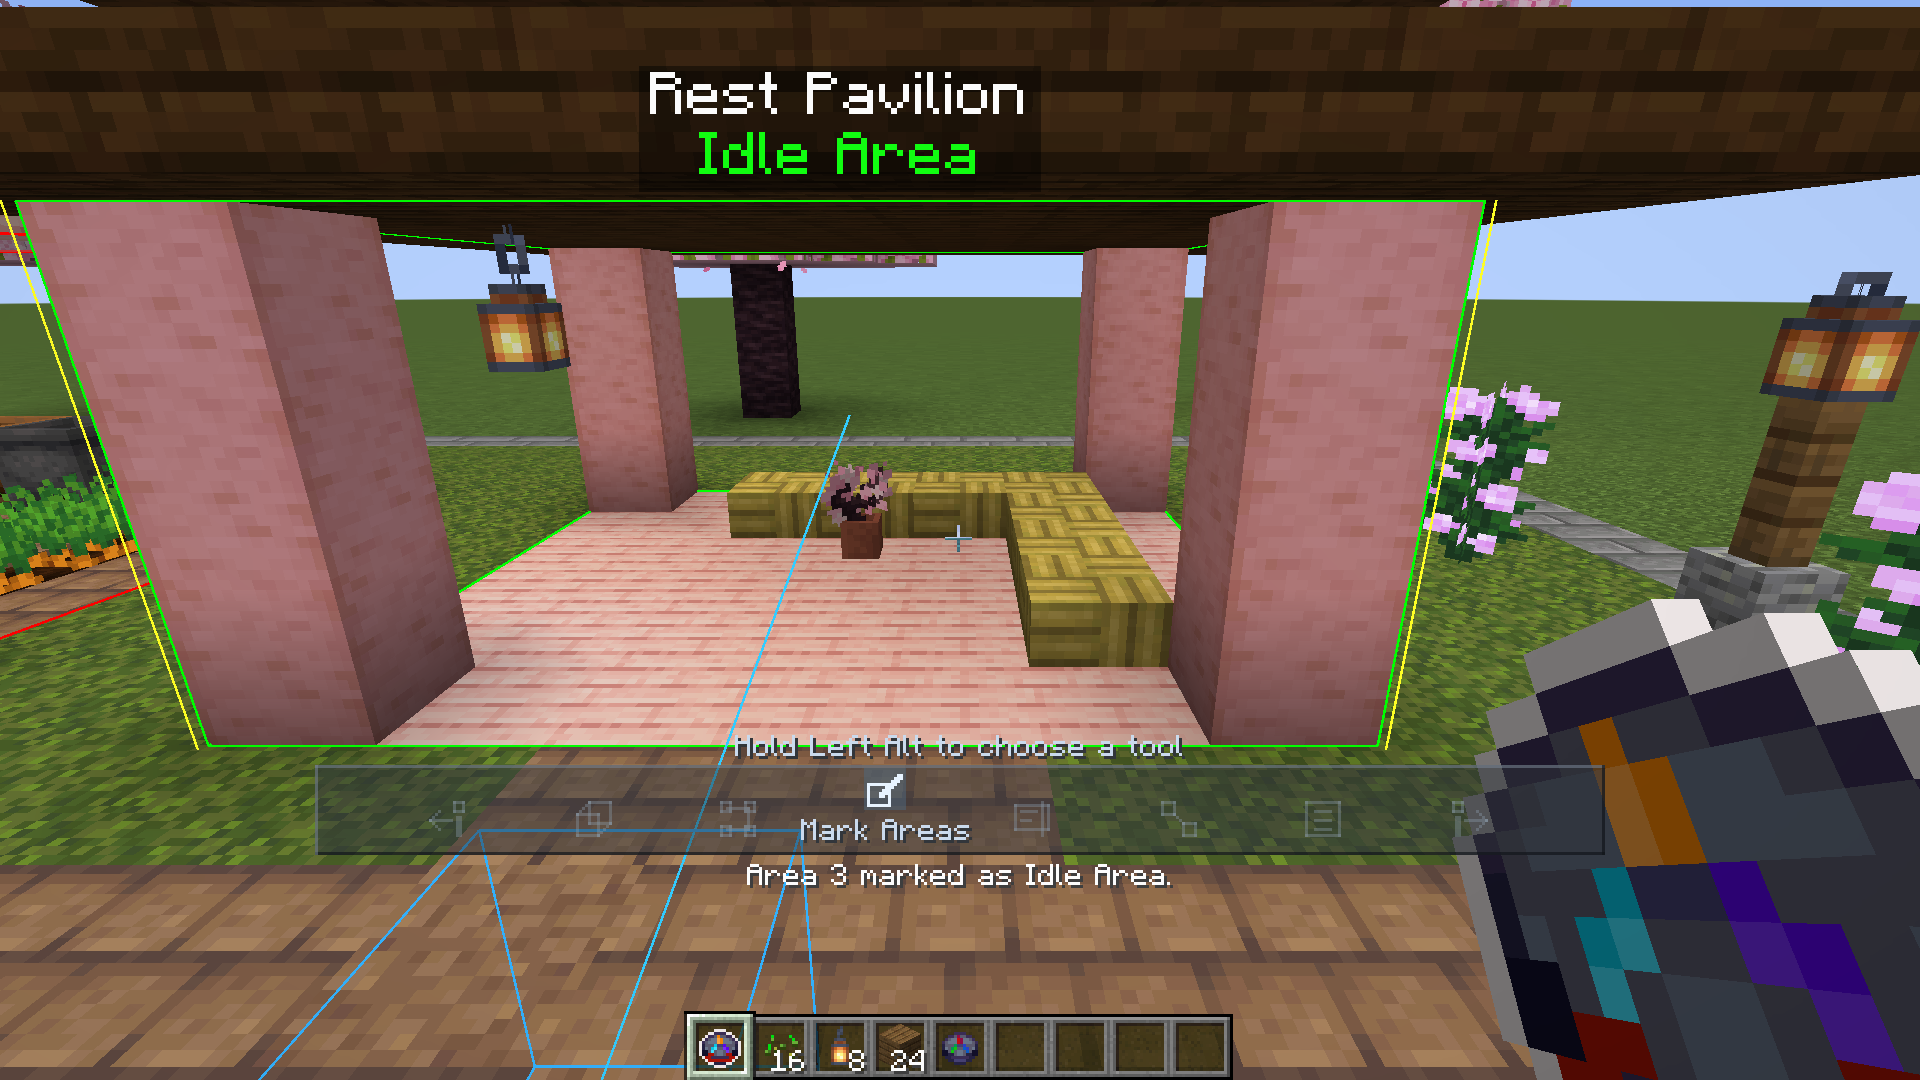 Rest Pavilion
Idle Area
Hold Left Alt to choose a tool
Mark Areas
Area 3 marked as Idle Area.
16 8 24